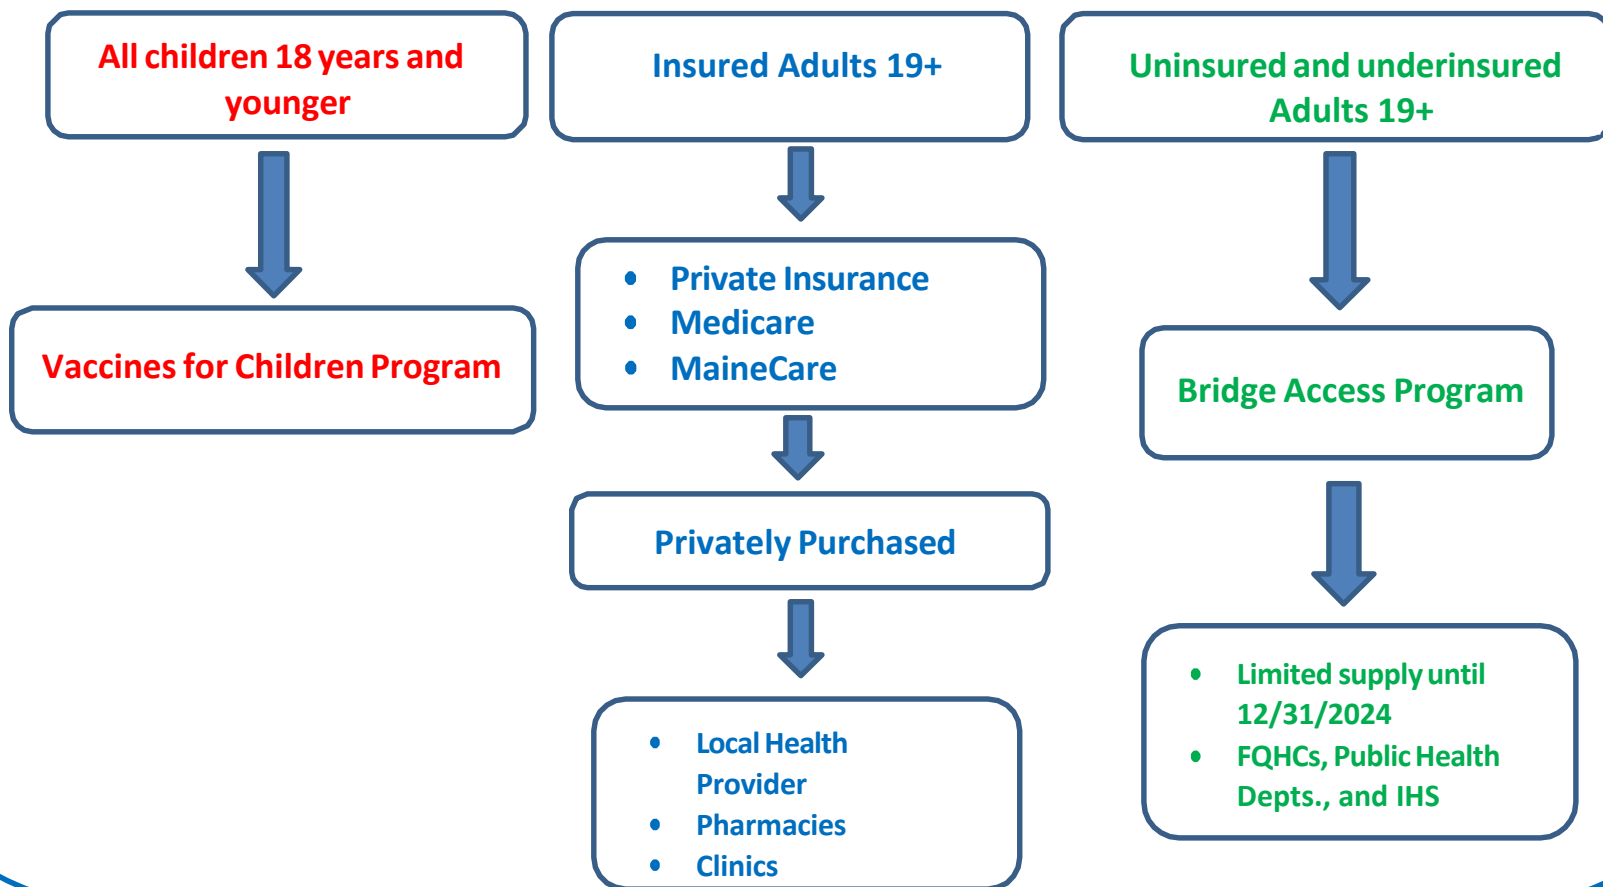 All children 18 years and
younger
Vaccines for Children Program
Insured Adults 19+
• Private Insurance
• Medicare
• MaineCare
Privately Purchased
• Local Health
Provider
• Pharmacies
• Clinics
Uninsured and underinsured
Adults 19+
Bridge Access Program
• Limited supply until
12/31/2024
• FQHCs, Public Health
Depts., and IHS